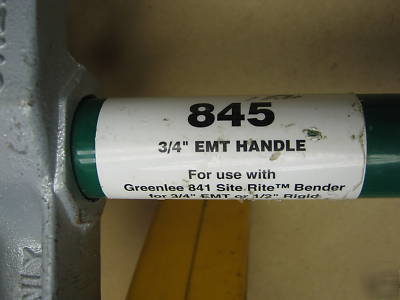 845
3/4" EMT HANDLE
For use with
Greenlee 841 Site Rite™ Bender
for 3/4" EMT or 1/2" Rigid